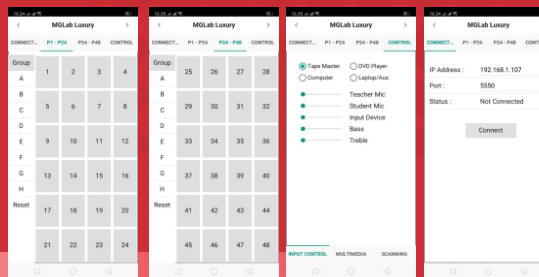 MGLab Luxury
CONNECT... P1 - P24 P24 - P48 CONTROL
Group
A
B
C
D
E
F
G
H
Reset
1 2 3 4
5 6 7 8
9 10 11 12
13 14 15 16
17 18 19 20
21 22 23 24
MGLab Luxury
CONNECT... P1 - P24 P24 - P48 CONTROL
Group
A
B
C
D
E
F
G
H
Reset
25 26 27 28
29 30 31 32
33 34 35 36
37 38 39 40
41 42 43 44
45 46 47 48
MGLab Luxury
CONNECT... P1 - P24 P24 - P48 CONTROL
Tape Master DVD Player
Computer Laptop/Aux
Teacher Mic
Student Mic
Input Device
Bass
Treble
INPUT CONTROL MULTIMEDIA SCANNING
MGLab Luxury
CONNECT... P1 - P24 P24 - P48 CONT
IP Address : 192.168.1.107
Port : 5550
Status : Not Connected
Connect